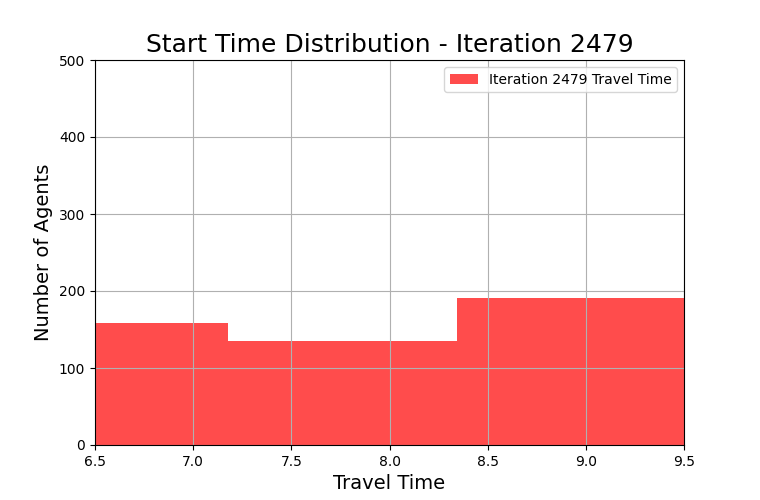 Start Time Distribution - Iteration 2479
500
400
300
200
100
0
Number of Agents
Iteration 2479 Travel Time
6.5 7.0 7.5 8.0 8.5 9.0 9.5
Travel Time